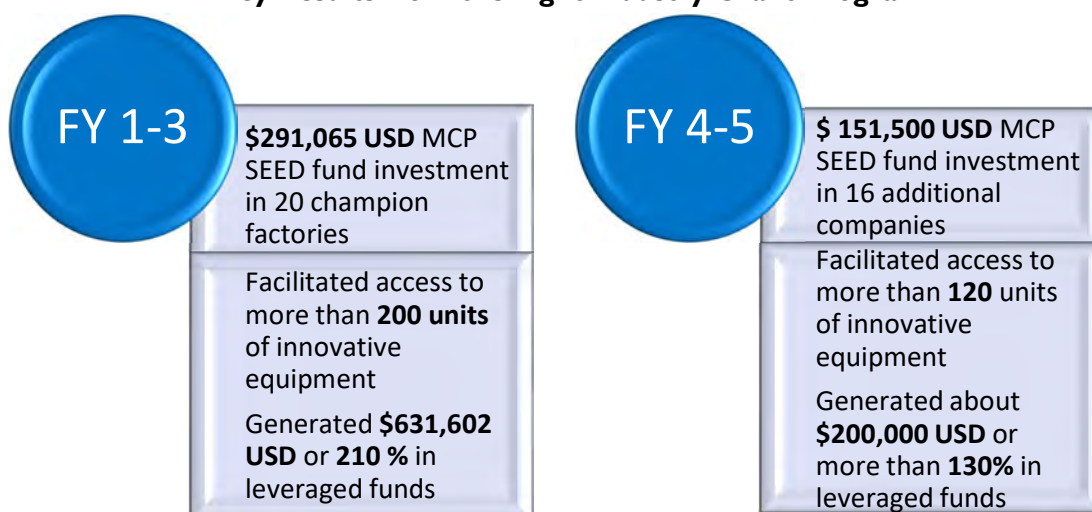 FY 1-3
$291,065 USD MCP
SEED fund investment
in 20 champion
factories
Facilitated access to
more than 200 units
of innovative
equipment
Generated $631,602
USD or 210 % in
leveraged funds
FY 4-5
$ 151,500 USD MCP
SEED fund investment
in 16 additional
companies
Facilitated access to
more than 120 units
of innovative
equipment
Generated about
$200,000 USD or
more than 130% in
leveraged funds